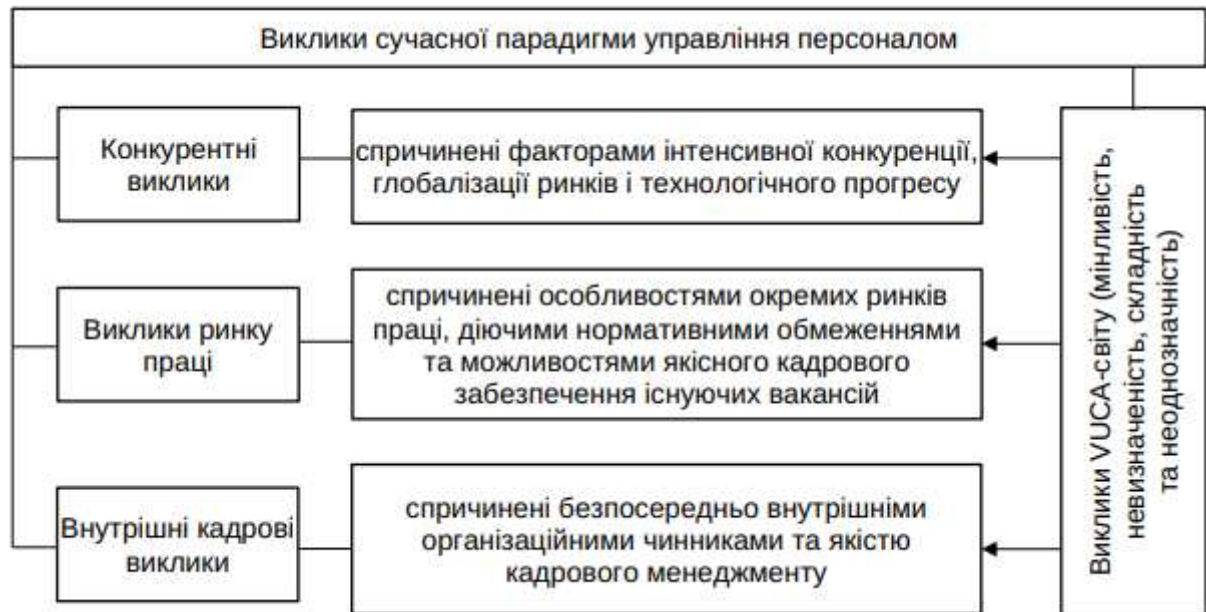 Виклики сучасної парадигми управління персоналом
Конкурентні
виклики
спричинені факторами інтенсивної конкуренції,
глобалізації ринків і технологічного прогресу
Виклики ринку
праці
спричинені особливостями окремих ринків
праці, діючими нормативними обмеженнями
та можливостями якісного кадрового
забезпечення існуючих вакансій
Внутрішні кадрові
виклики
спричинені безпосередньо внутрішніми
організаційними чинниками та якістю
кадрового менеджменту
Виклики VUCA-світу (мінливість,
невизначеність, складність
та неоднозначність)